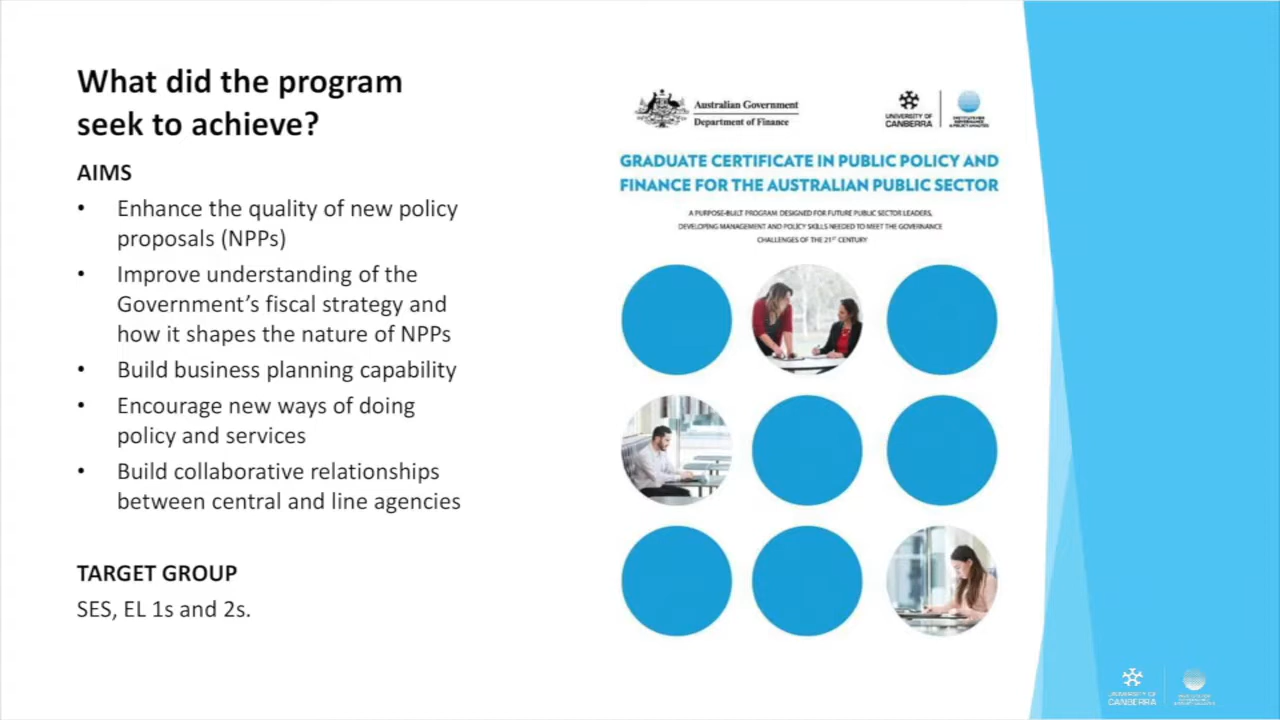 What did the program
seek to achieve?
AIMS
• Enhance the quality of new policy
proposals (NPPs)
• Improve understanding of the
Government’s fiscal strategy and
how it shapes the nature of NPPs
• Build business planning capability
• Encourage new ways of doing
policy and services
• Build collaborative relationships
between central and line agencies
TARGET GROUP
SES, EL 1s and 2s.
Australian Government
Department of Finance
UNIVERSITY OF
CANBERRA
INSTITUTE FOR
GOVERNANCE
& POLICY ANALYSIS
GRADUATE CERTIFICATE IN PUBLIC POLICY AND
FINANCE FOR THE AUSTRALIAN PUBLIC SECTOR
A PURPOSE-BUILT PROGRAM DESIGNED FOR FUTURE PUBLIC SECTOR LEADERS,
DEVELOPING MANAGEMENT AND POLICY SKILLS NEEDED TO MEET THE GOVERNANCE
CHALLENGES OF THE 21ST CENTURY
UNIVERSITY OF
CANBERRA